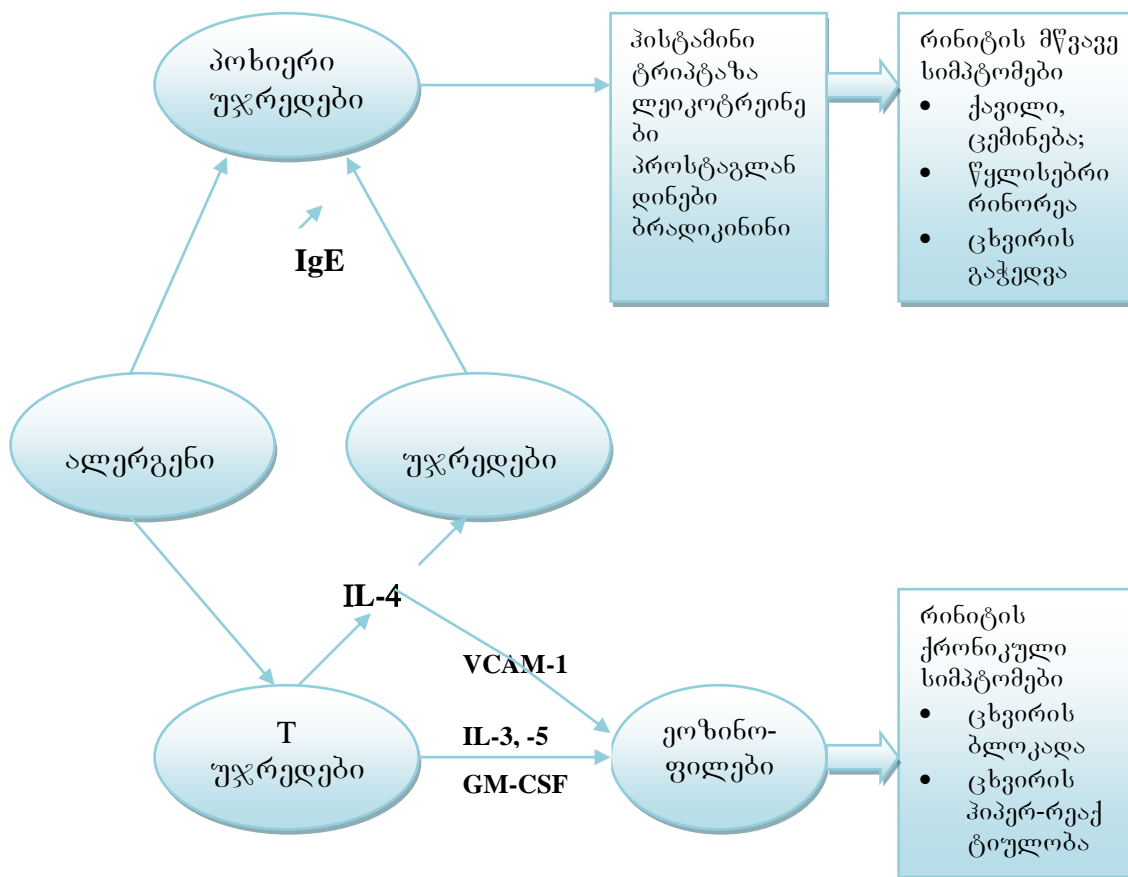 პოხიერი
უჯრედები
ჰისტამინი
ტრიპტაზა
ლეიკოტრეინე
ბი
პროსტაგლან
დინები
ბრადიკინინი
რინიტის მწვავე
სიმპტომები
• ქავილი,
ცემინება;
• წყლისებრი
რინორეა
• ცხვირის
გაჭედვა
IgE
ალერგენი
უჯრედები
IL-4
VCAM-1
T
უჯრედები
IL-3, -5
GM-CSF
ეოზინო-
ფილები
რინიტის
ქრონიკული
სიმპტომები
• ცხვირის
ბლოკადა
• ცხვირის
ჰიპერ-რეაქ
ტიულობა